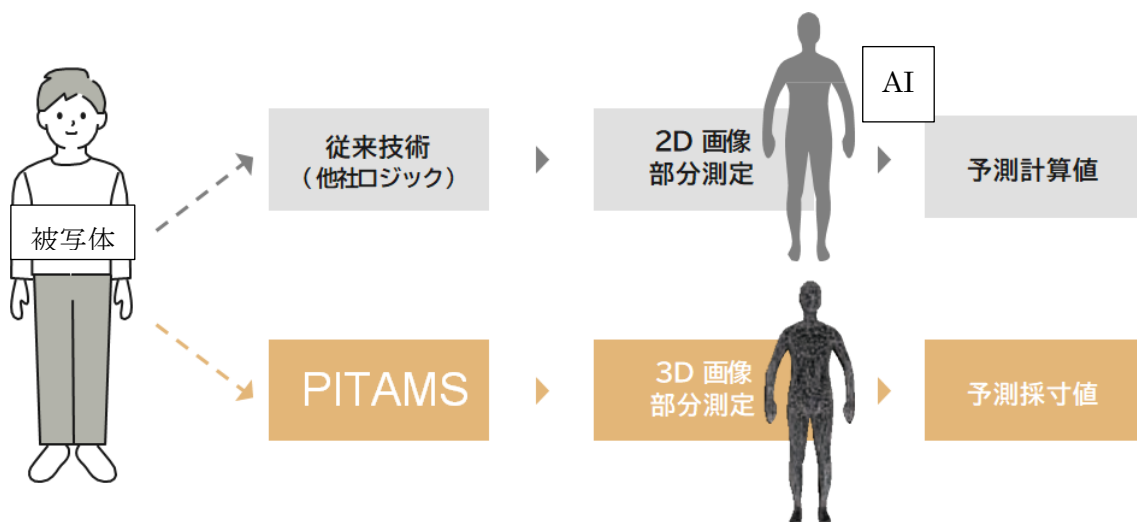 被写体
従来技術
(他社ロジック)
2D 画像
部分測定
AI
予測計算値
PITAMS
3D 画像
部分測定
予測採寸値